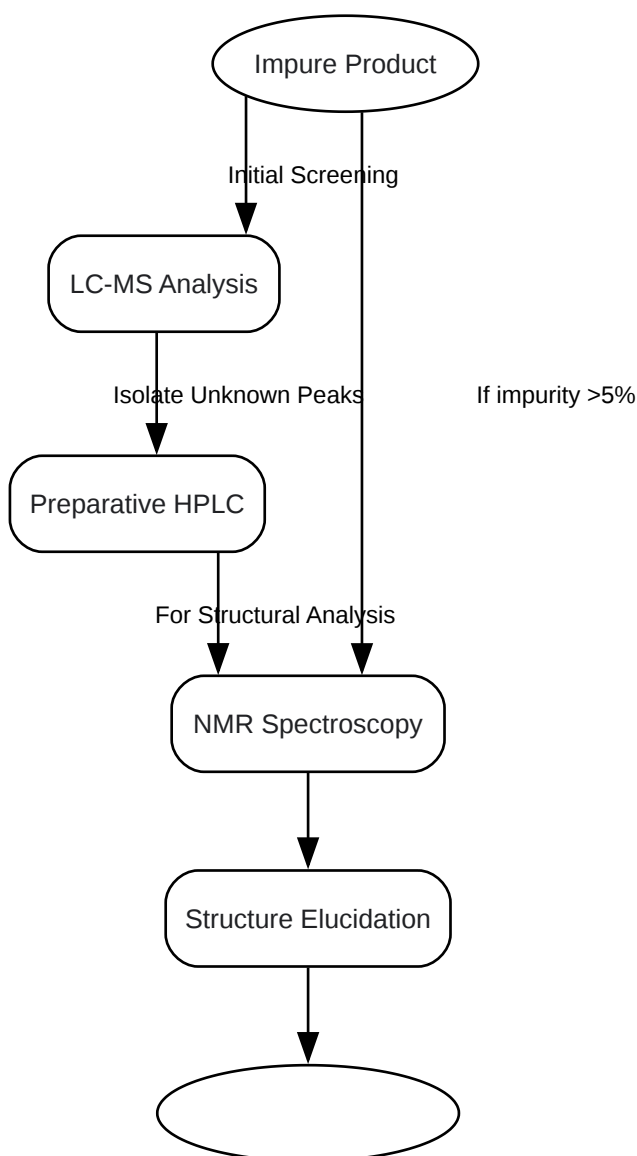 Impure Product
Initial Screening
LC-MS Analysis
Isolate Unknown Peaks
If impurity >5%
Preparative HPLC
For Structural Analysis
NMR Spectroscopy
Structure Elucidation